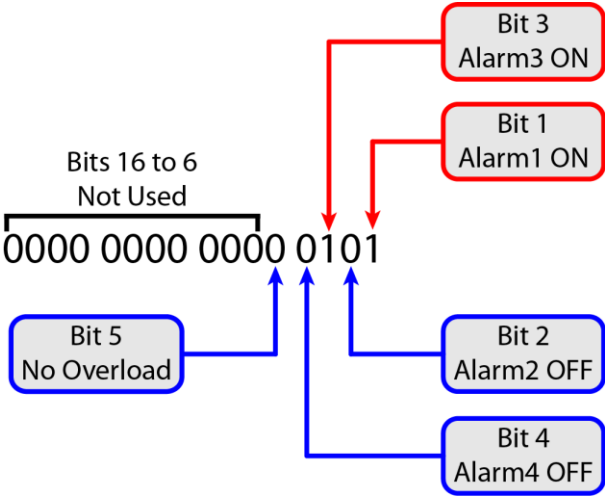 Bit 3
Alarm3 ON
Bit 1
Alarm1 ON
Bits 16 to 6
Not Used
0000 0000 0000 0101
Bit 5
No Overload
Bit 2
Alarm2 OFF
Bit 4
Alarm4 OFF